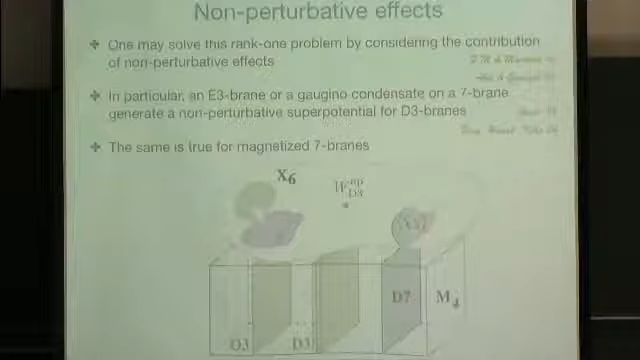 Non-perturbative effects
One may solve this rank-one problem by considering the contribution
of non-perturbative effects
In particular, an E3-brane or a gaugino condensate on a 7-brane
generate a non-perturbative superpotential for D3-branes
The same is true for magnetized 7-branes
X6
W np D3
D7
M4
D3